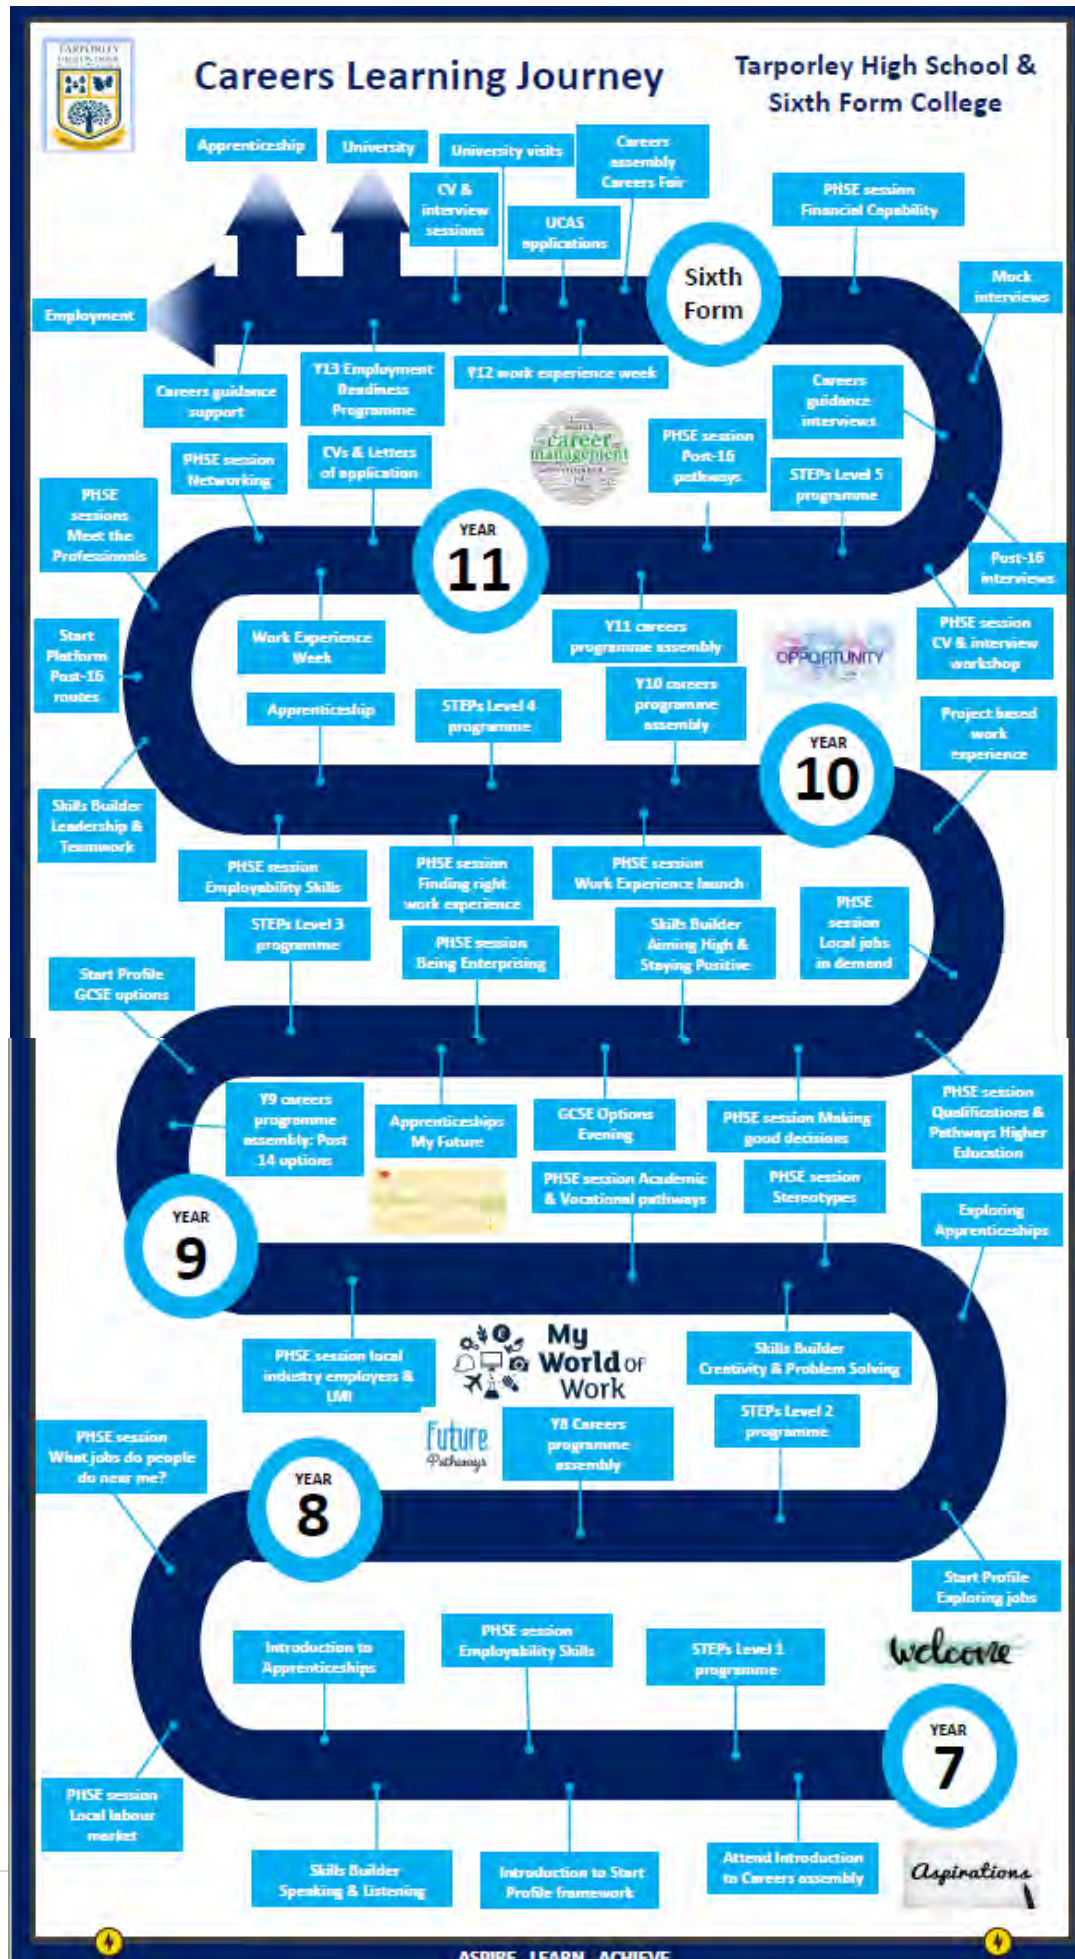 TARPORLEY
HIGH SCHOOL
Careers Learning Journey
Tarporley High School &
Sixth Form College
Apprenticeship
University
University visits
Careers
assembly
Careers Fair
CV &
interview
sessions
UCAS
applications
PHSE session
Financial Capability
Sixth
Form
Mock
interviews
Employment
Careers guidance
support
Y13 Employment
Readiness
Programme
Y12 work experience week
Careers
guidance
interviews
PHSE session
Networking
CVs & Letters
of application
career
management
PHSE session
Post-16
pathways
STEPs Level 5
programme
PHSE
sessions
Meet the
Professionals
YEAR
11
Post-16
interviews
Start
Platform
Post-16
routes
Work Experience
Week
Y11 careers
programme assembly
OPPORTUNITY
PHSE session
CV & interview
workshop
Apprenticeship
STEPs Level 4
programme
Y10 careers
programme
assembly
YEAR
10
Project based
work
experience
Skills Builder
Leadership &
Teamwork
PHSE session
Employability Skills
PHSE session
Finding right
work experience
PHSE session
Work Experience launch
PHSE
session
Local jobs
in demand
STEPs Level 3
programme
PHSE session
Being Enterprising
Skills Builder
Aiming High &
Staying Positive
Start Profile
GCSE options
Y9 careers
programme
assembly: Post
14 options
Apprenticeships
My Future
GCSE Options
Evening
PHSE session Making
good decisions
PHSE session
Qualifications &
Pathways Higher
Education
PHSE session Academic
& Vocational pathways
PHSE session
Stereotypes
Exploring
Apprenticeships
YEAR
9
PHSE session local
industry employers &
LMI
My
World OF
Work
Skills Builder
Creativity & Problem Solving
Future
Pathways
Y8 Careers
programme
assembly
STEPs Level 2
programme
PHSE session
What jobs do people
do near me?
YEAR
8
Start Profile
Exploring jobs
Introduction to
Apprenticeships
PHSE session
Employability Skills
STEPs Level 1
programme
welcome
YEAR
7
PHSE session
Local labour
market
Skills Builder
Speaking & Listening
Introduction to Start
Profile framework
Attend Introduction
to Careers assembly
Aspirations
ASPIRE LEARN ACHIEVE